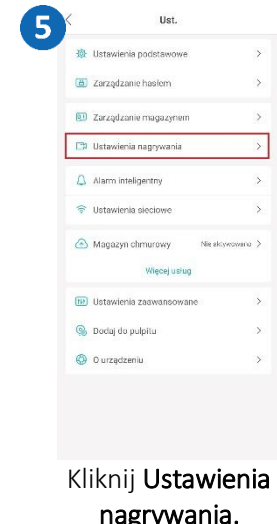 5
Ust.
Ustawienia podstawowe
Zarządzanie hasłem
Zarządzanie magazynem
Ustawienia nagrywania
Alarm inteligentny
Ustawienia sieciowe
Magazyn chmurowy Nie aktywowano
Więcej usług
Ustawienia zaawansowane
Dodaj do pulpitu
O urządzeniu
Kliknij Ustawienia
nagrywania.